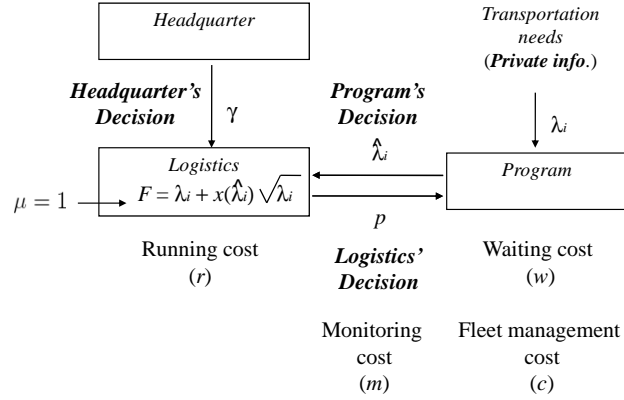 Headquarter
Transportation
needs
(Private info.)
Headquarter's
Decision
γ
Program's
Decision
λ̂i
λi
Logistics
F = λi + x(λ̂i) √λi
μ = 1
Program
p
Running cost
(r)
Logistics'
Decision
Waiting cost
(w)
Monitoring
cost
(m)
Fleet management
cost
(c)